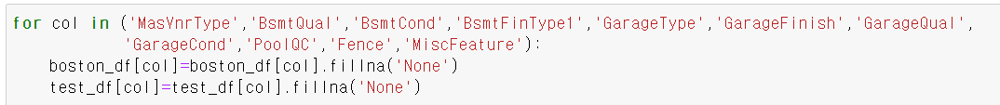 for col in ('MasVnrType','BsmtQual','BsmtCond','BsmtFinType1','GarageType','GarageFinish','GarageQual',
'GarageCond','PoolQC','Fence','MiscFeature'):
boston_df[col]=boston_df[col].fillna('None')
test_df[col]=test_df[col].fillna('None')